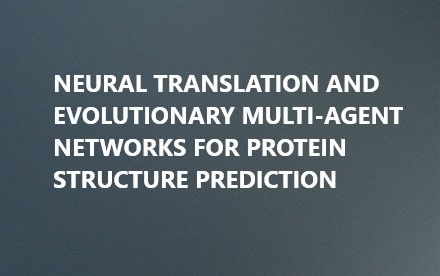 NEURAL TRANSLATION AND
EVOLUTIONARY MULTI-AGENT
NETWORKS FOR PROTEIN
STRUCTURE PREDICTION